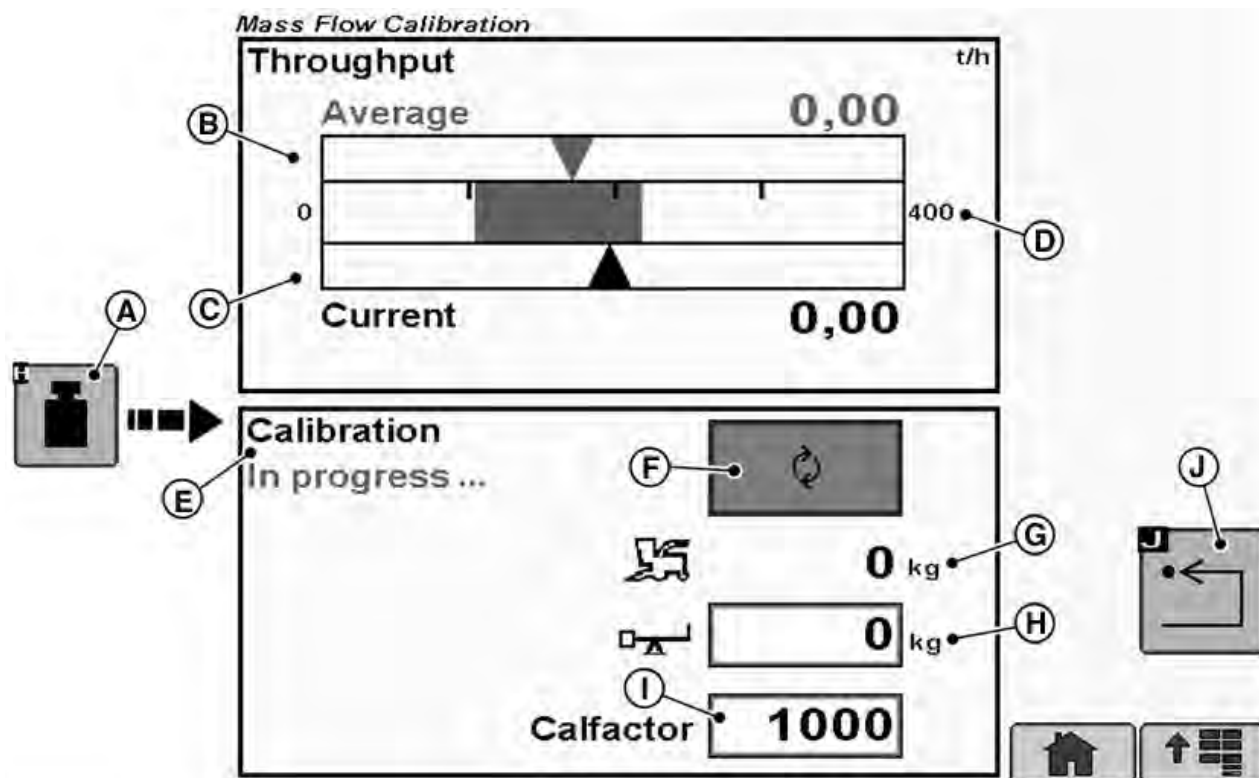 Mass Flow Calibration
Throughput t/h
B Average 0,00
0 400 D
C Current 0,00
A
H
Calibration
In progress ...
E
F
J
J
0 kg G
0 kg H
I
Calfactor 1000